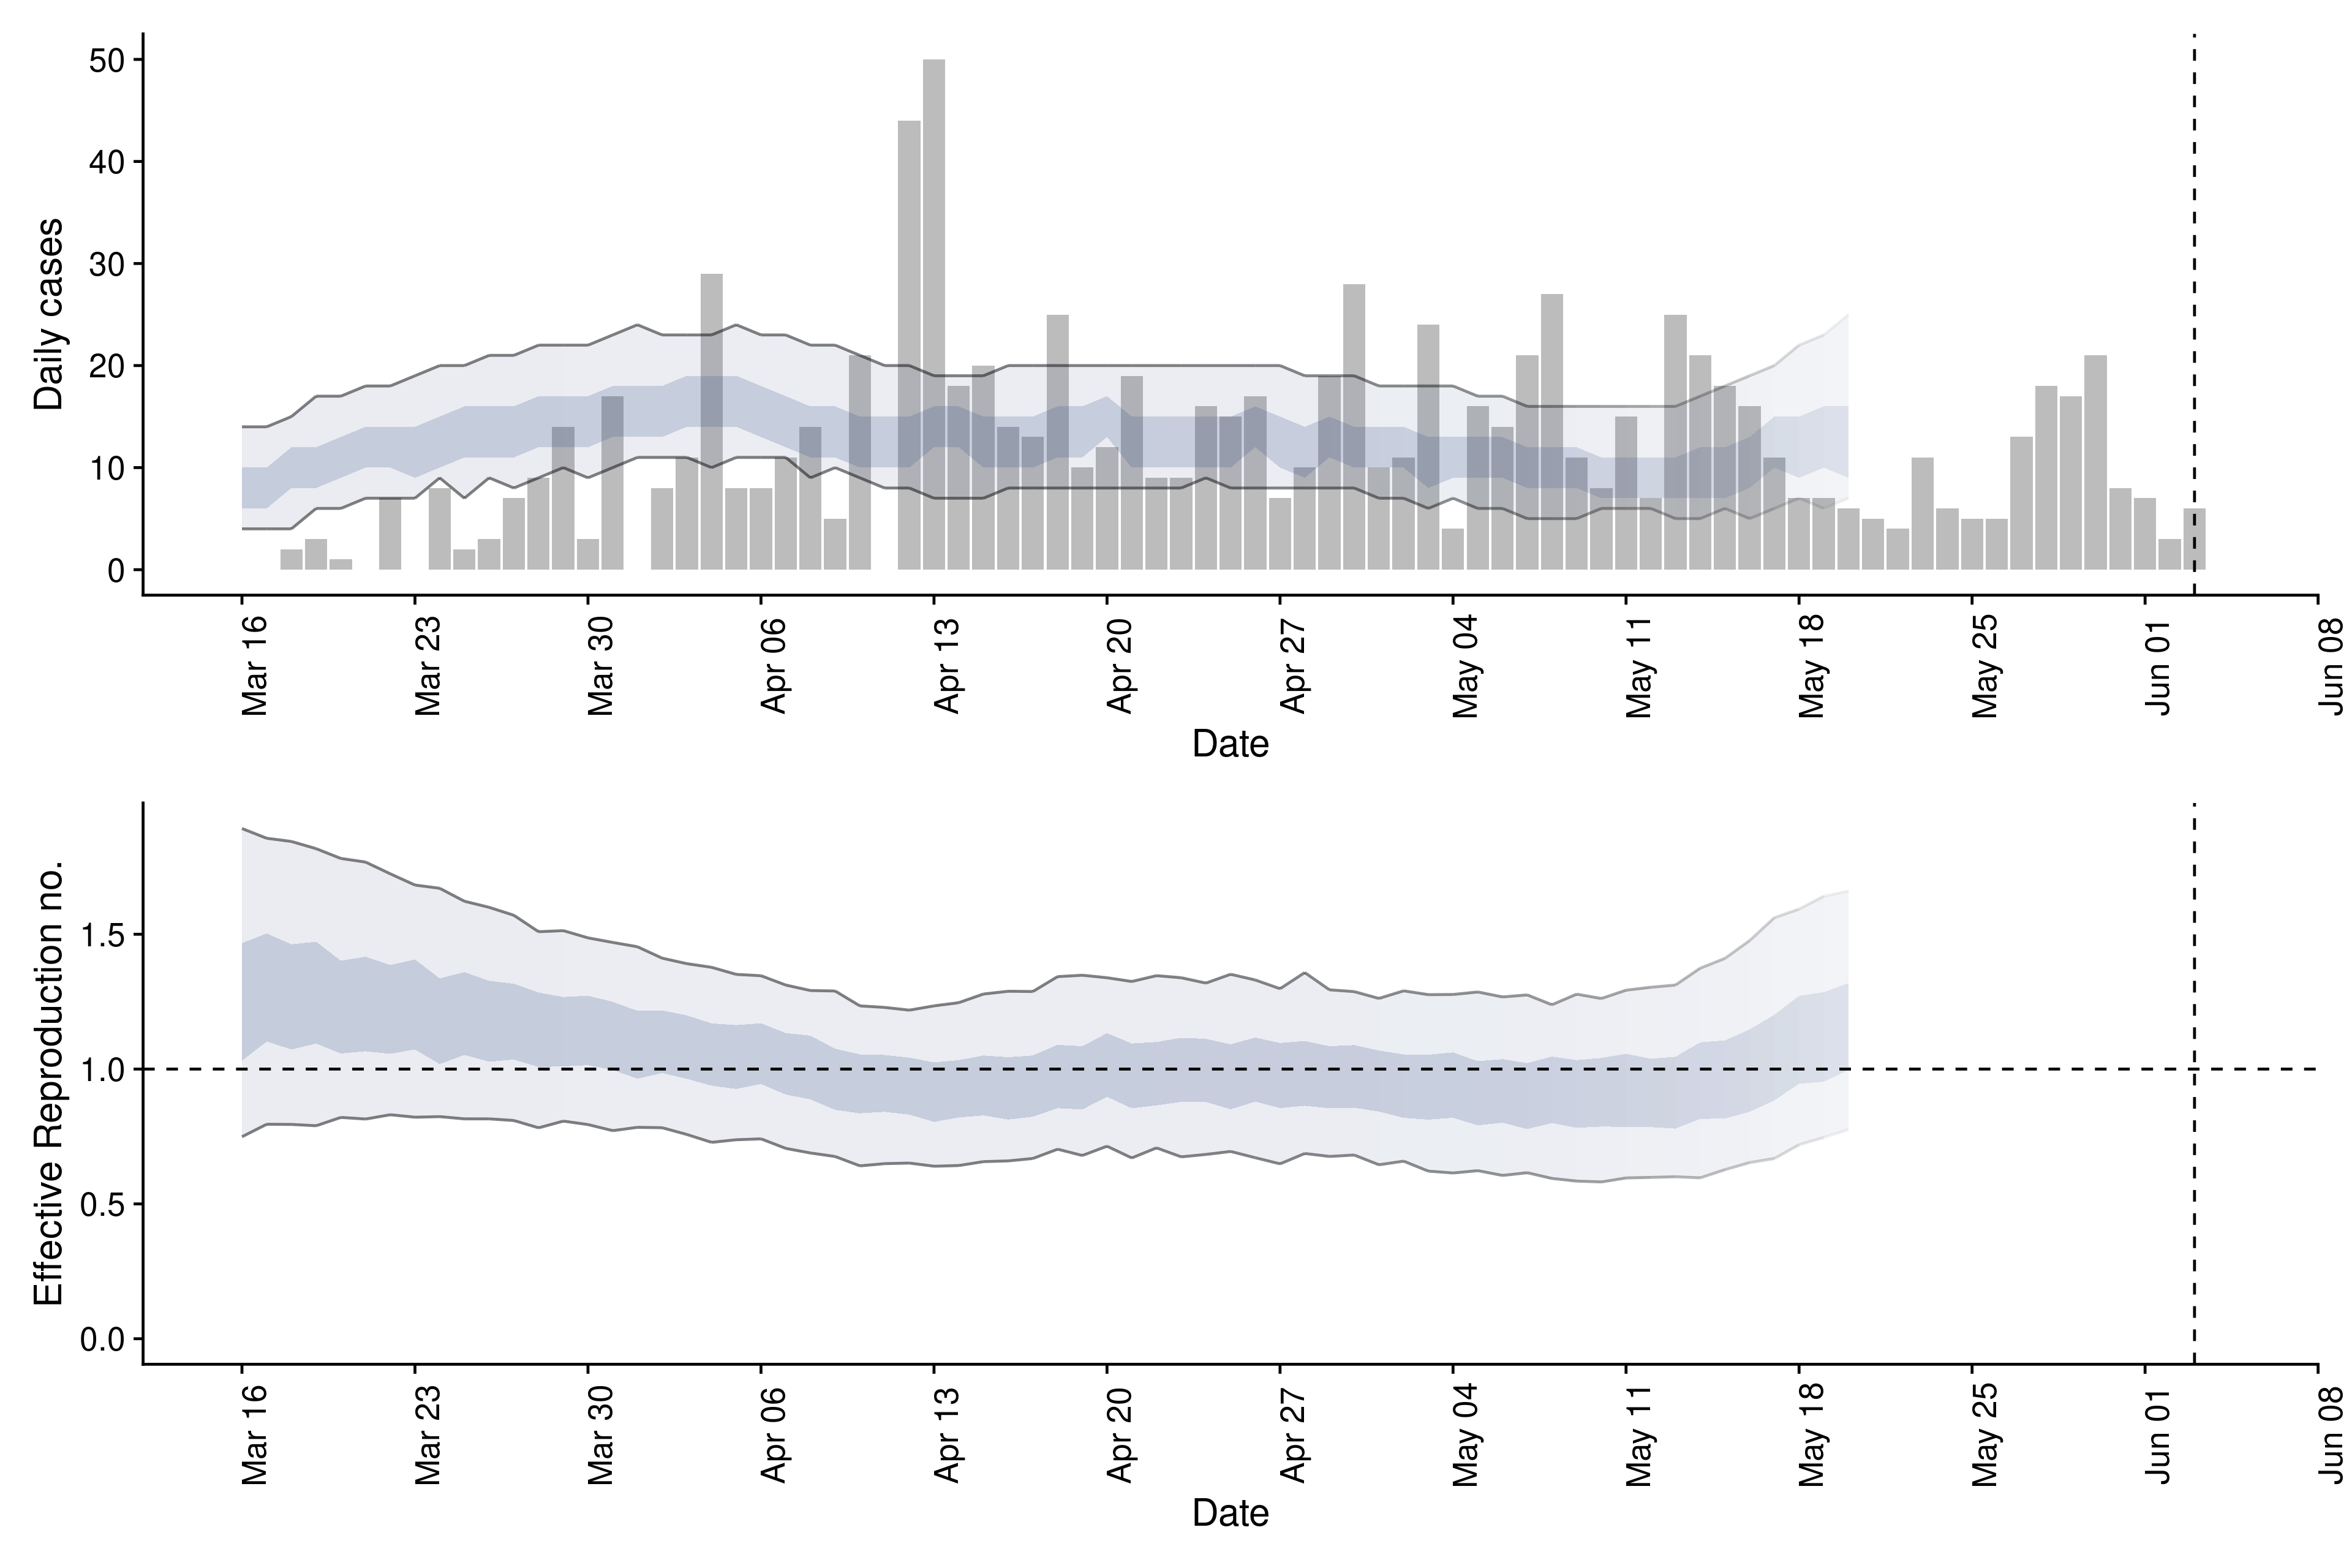 Daily cases
50
40
30
20
10
0
Mar 16
Mar 23
Mar 30
Apr 06
Apr 13
Apr 20
Apr 27
May 04
May 11
May 18
May 25
Jun 01
Jun 08
Date
Effective Reproduction no.
1.5
1.0
0.5
0.0
Mar 16
Mar 23
Mar 30
Apr 06
Apr 13
Apr 20
Apr 27
May 04
May 11
May 18
May 25
Jun 01
Jun 08
Date